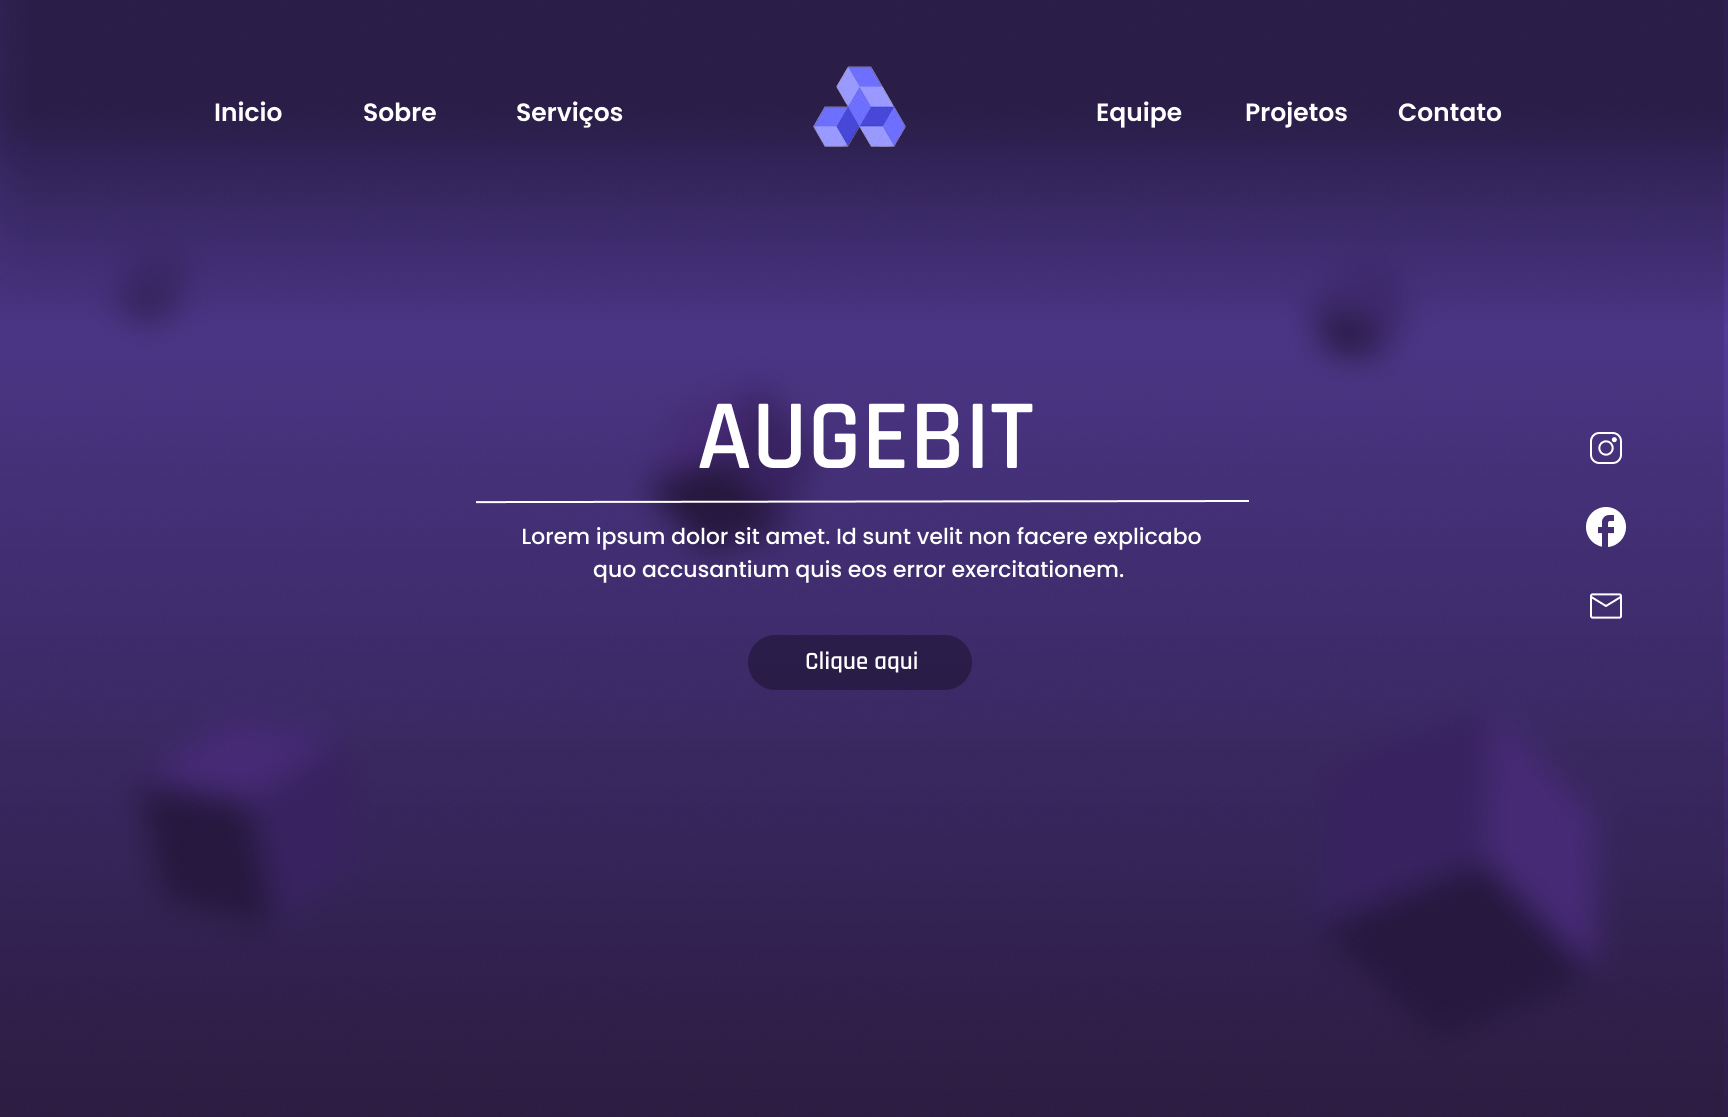 Inicio Sobre Serviços Equipe Projetos Contato
AUGEBIT
Lorem ipsum dolor sit amet. Id sunt velit non facere explicabo
quo accusantium quis eos error exercitationem.
Clique aqui